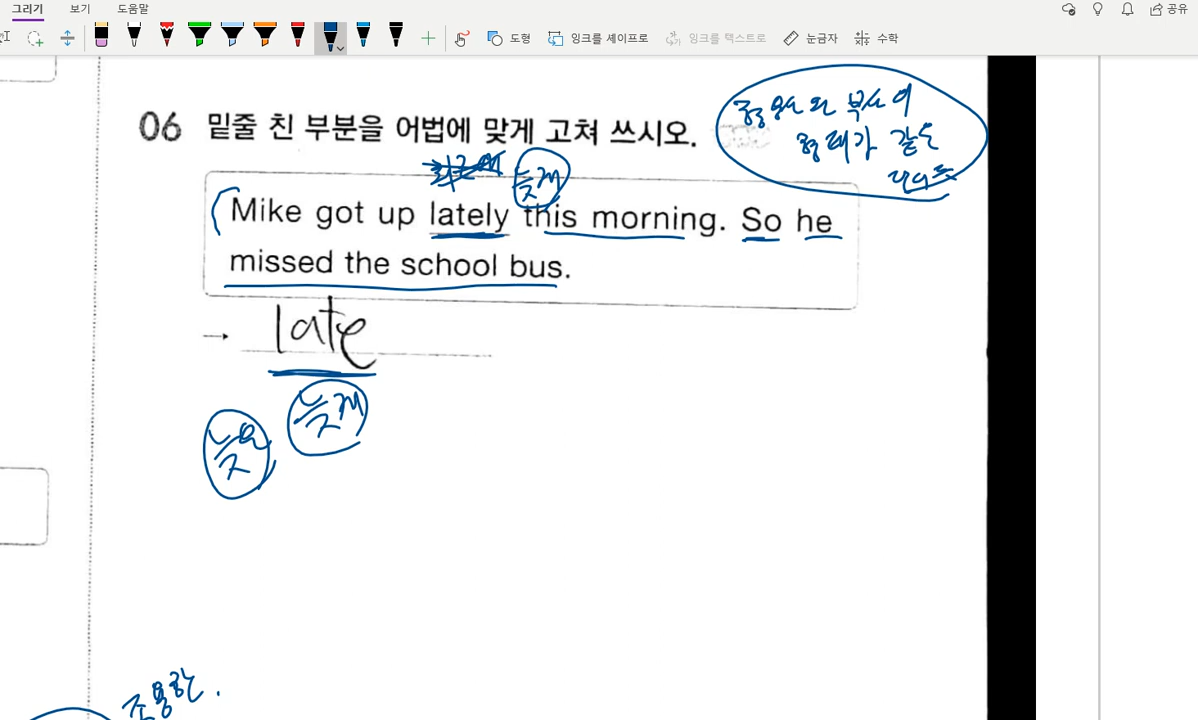 그리기 보기 도움말 공유
도형 잉크를 셰이프로 잉크를 텍스트로 눈금자 수학
형용사와 부사의
형태가 같은
단어들
06 밑줄 친 부분을 어법에 맞게 고쳐 쓰시오.
늦게
Mike got up lately this morning. So he
missed the school bus.
→ late
늦게
늦은
조용한.